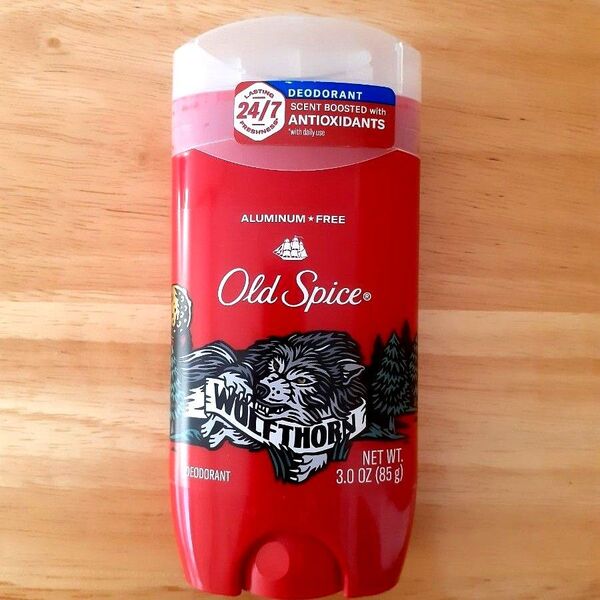 LASTING
24/7
FRESHNESS*
DEODORANT
SCENT BOOSTED with
ANTIOXIDANTS
*with daily use
ALUMINUM ★ FREE
Old Spice®
WOLFTHORN
DEODORANT
NET WT.
3.0 OZ (85 g)